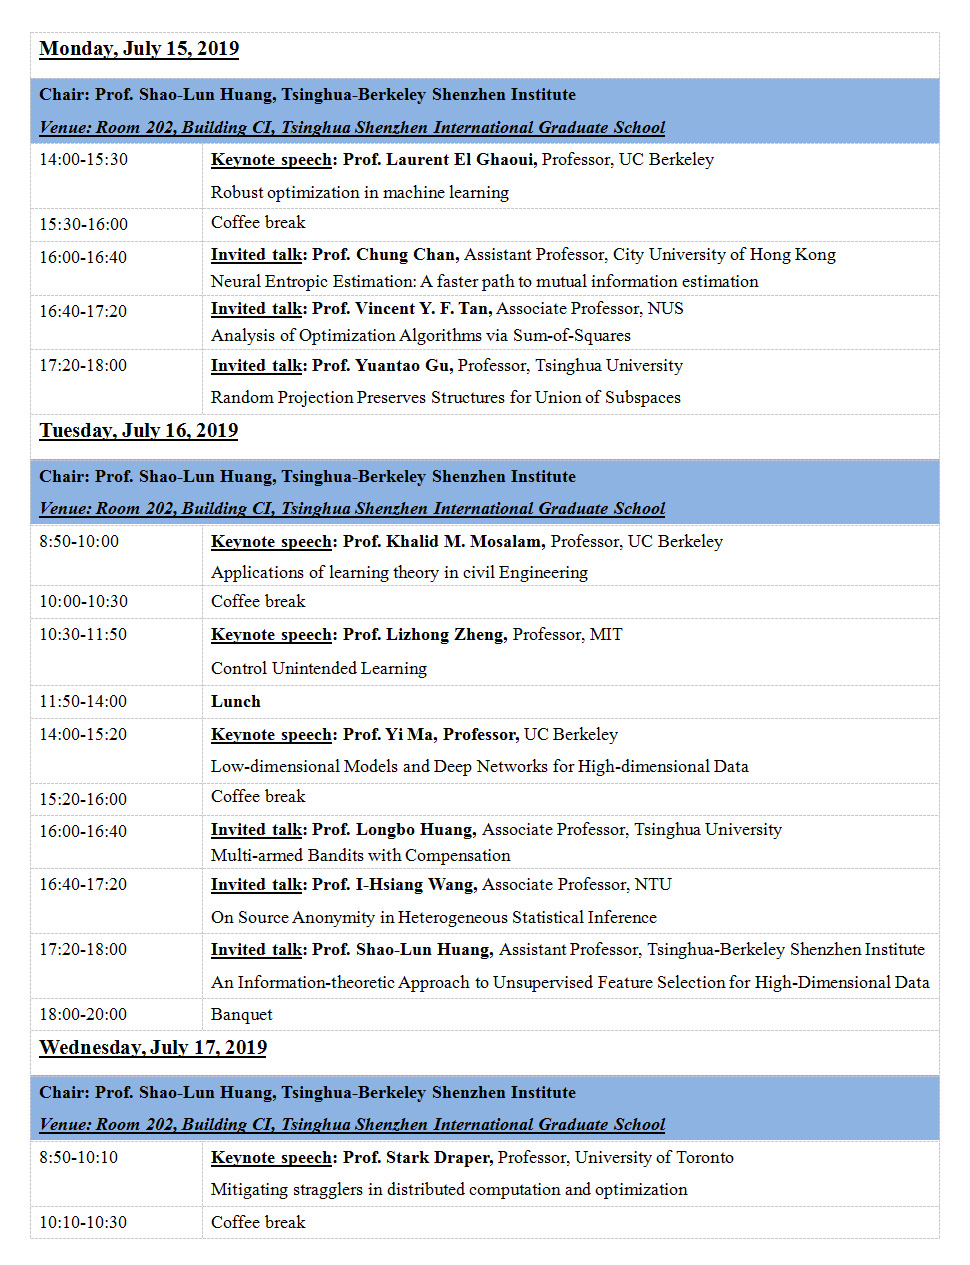 Monday, July 15, 2019
Chair: Prof. Shao-Lun Huang, Tsinghua-Berkeley Shenzhen Institute
Venue: Room 202, Building CI, Tsinghua Shenzhen International Graduate School
14:00-15:30 Keynote speech: Prof. Laurent El Ghaoui, Professor, UC Berkeley
Robust optimization in machine learning
15:30-16:00 Coffee break
16:00-16:40 Invited talk: Prof. Chung Chan, Assistant Professor, City University of Hong Kong
Neural Entropic Estimation: A faster path to mutual information estimation
16:40-17:20 Invited talk: Prof. Vincent Y. F. Tan, Associate Professor, NUS
Analysis of Optimization Algorithms via Sum-of-Squares
17:20-18:00 Invited talk: Prof. Yuantao Gu, Professor, Tsinghua University
Random Projection Preserves Structures for Union of Subspaces
Tuesday, July 16, 2019
Chair: Prof. Shao-Lun Huang, Tsinghua-Berkeley Shenzhen Institute
Venue: Room 202, Building CI, Tsinghua Shenzhen International Graduate School
8:50-10:00 Keynote speech: Prof. Khalid M. Mosalam, Professor, UC Berkeley
Applications of learning theory in civil Engineering
10:00-10:30 Coffee break
10:30-11:50 Keynote speech: Prof. Lizhong Zheng, Professor, MIT
Control Unintended Learning
11:50-14:00 Lunch
14:00-15:20 Keynote speech: Prof. Yi Ma, Professor, UC Berkeley
Low-dimensional Models and Deep Networks for High-dimensional Data
15:20-16:00 Coffee break
16:00-16:40 Invited talk: Prof. Longbo Huang, Associate Professor, Tsinghua University
Multi-armed Bandits with Compensation
16:40-17:20 Invited talk: Prof. I-Hsiang Wang, Associate Professor, NTU
On Source Anonymity in Heterogeneous Statistical Inference
17:20-18:00 Invited talk: Prof. Shao-Lun Huang, Assistant Professor, Tsinghua-Berkeley Shenzhen Institute
An Information-theoretic Approach to Unsupervised Feature Selection for High-Dimensional Data
18:00-20:00 Banquet
Wednesday, July 17, 2019
Chair: Prof. Shao-Lun Huang, Tsinghua-Berkeley Shenzhen Institute
Venue: Room 202, Building CI, Tsinghua Shenzhen International Graduate School
8:50-10:10 Keynote speech: Prof. Stark Draper, Professor, University of Toronto
Mitigating stragglers in distributed computation and optimization
10:10-10:30 Coffee break